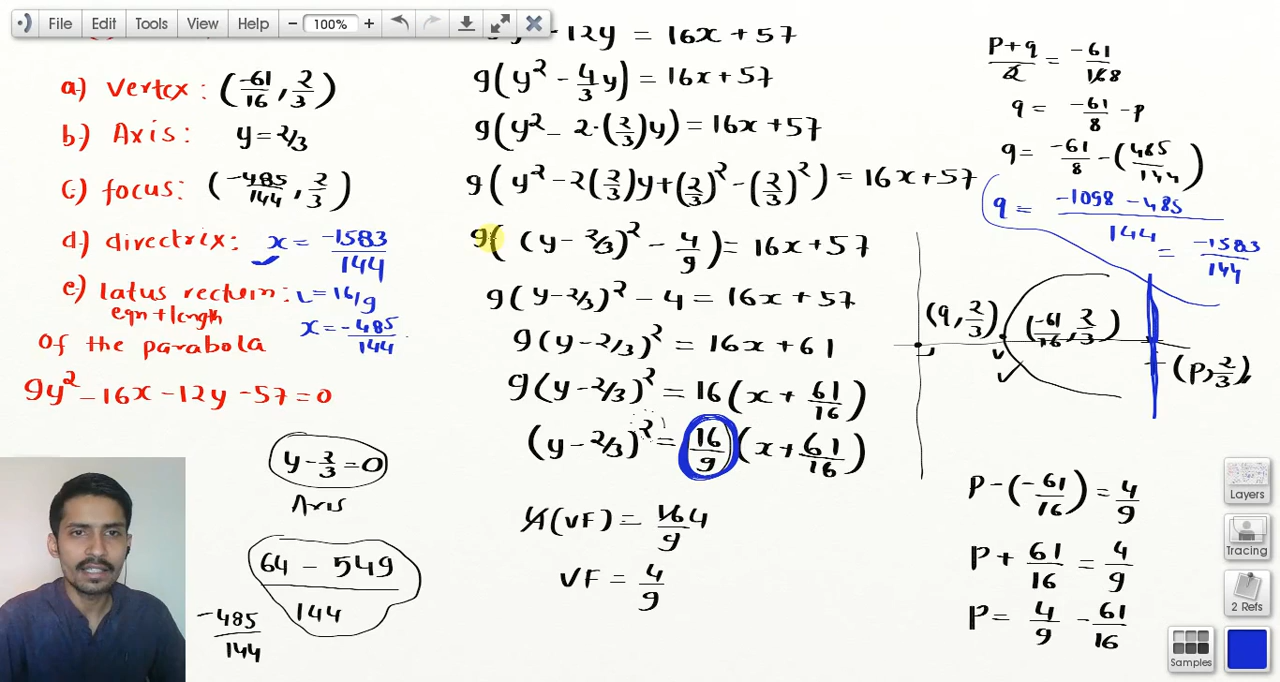 File Edit Tools View Help − 100% +
a) Vertex: (-61/16, 2/3)
b.) Axis: y=2/3
c.) focus: (-485/144, 2/3)
d.) directrix: x = -1583/144
e.) latus rectum: L=16/9
eqn+length x=-485/144
Of the parabola
9y² -16x -12y -57=0
y-2/3=0
Axis
64 - 549
144
-485
144
-12y = 16x+57
9(y² - 4/3y) = 16x+57
9(y² - 2·(2/3)y) = 16x+57
9(y² -2(2/3)y+(2/3)² -(2/3)²) = 16x+57
9((y-2/3)² - 4/9) = 16x+57
9(y-2/3)² - 4 = 16x+57
9(y-2/3)² = 16x+61
9(y-2/3)² = 16(x+61/16)
(y-2/3)² = 16/9(x+61/16)
4(VF) = 16 4/9
VF = 4/9
P+q/2 = -61/16 8
q = -61/8 -p
q= -61/8 -(485/144)
q = -1098 -485/144 = -1583/144
(q, 2/3)
(-61/16, 2/3)
V
(p, 2/3)
P-(-61/16) = 4/9
P+ 61/16 = 4/9
P= 4/9 - 61/16
Layers
Tracing
2 Refs
Samples